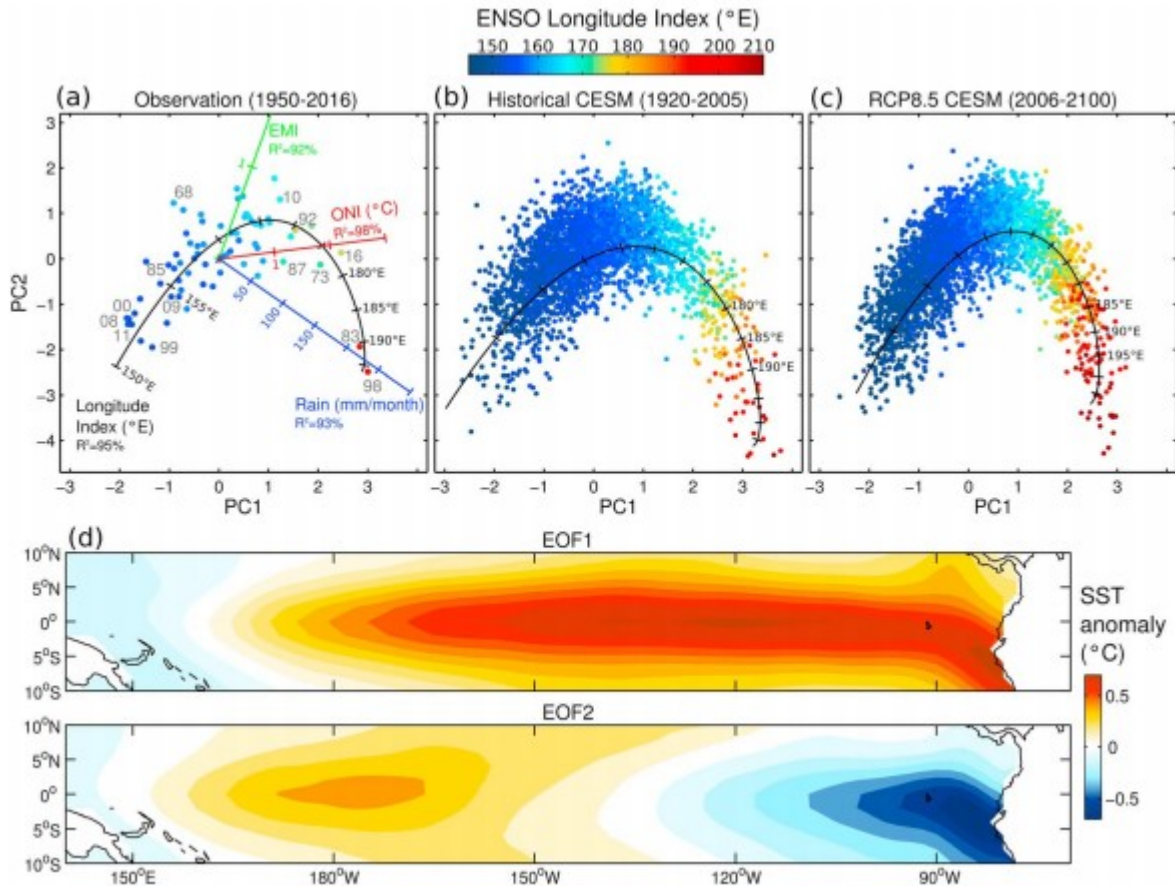 ENSO Longitude Index (°E)
150 160 170 180 190 200 210
(a) Observation (1950-2016)
(b) Historical CESM (1920-2005)
(c) RCP8.5 CESM (2006-2100)
3
2
1
0
−1
−2
−3
−4
PC2
EMI
R²=92%
1
68
10
92
ONI (°C)
R²=98%
1
16
85
87
73
180°E
155°E
50
100
150
185°E
00
08
11
09
99
83
190°E
98
150°E
Longitude
Index (°E)
R²=95%
Rain (mm/month)
R²=93%
180°E
185°E
190°E
185°E
190°E
195°E
−3 −2 −1 0 1 2 3
PC1
−3 −2 −1 0 1 2 3
PC1
−3 −2 −1 0 1 2 3
PC1
(d)
EOF1
10°N
5°N
0°
5°S
10°S
SST
anomaly
(°C)
0.5
0
−0.5
EOF2
10°N
5°N
0°
5°S
10°S
150°E 180°W 150°W 120°W 90°W